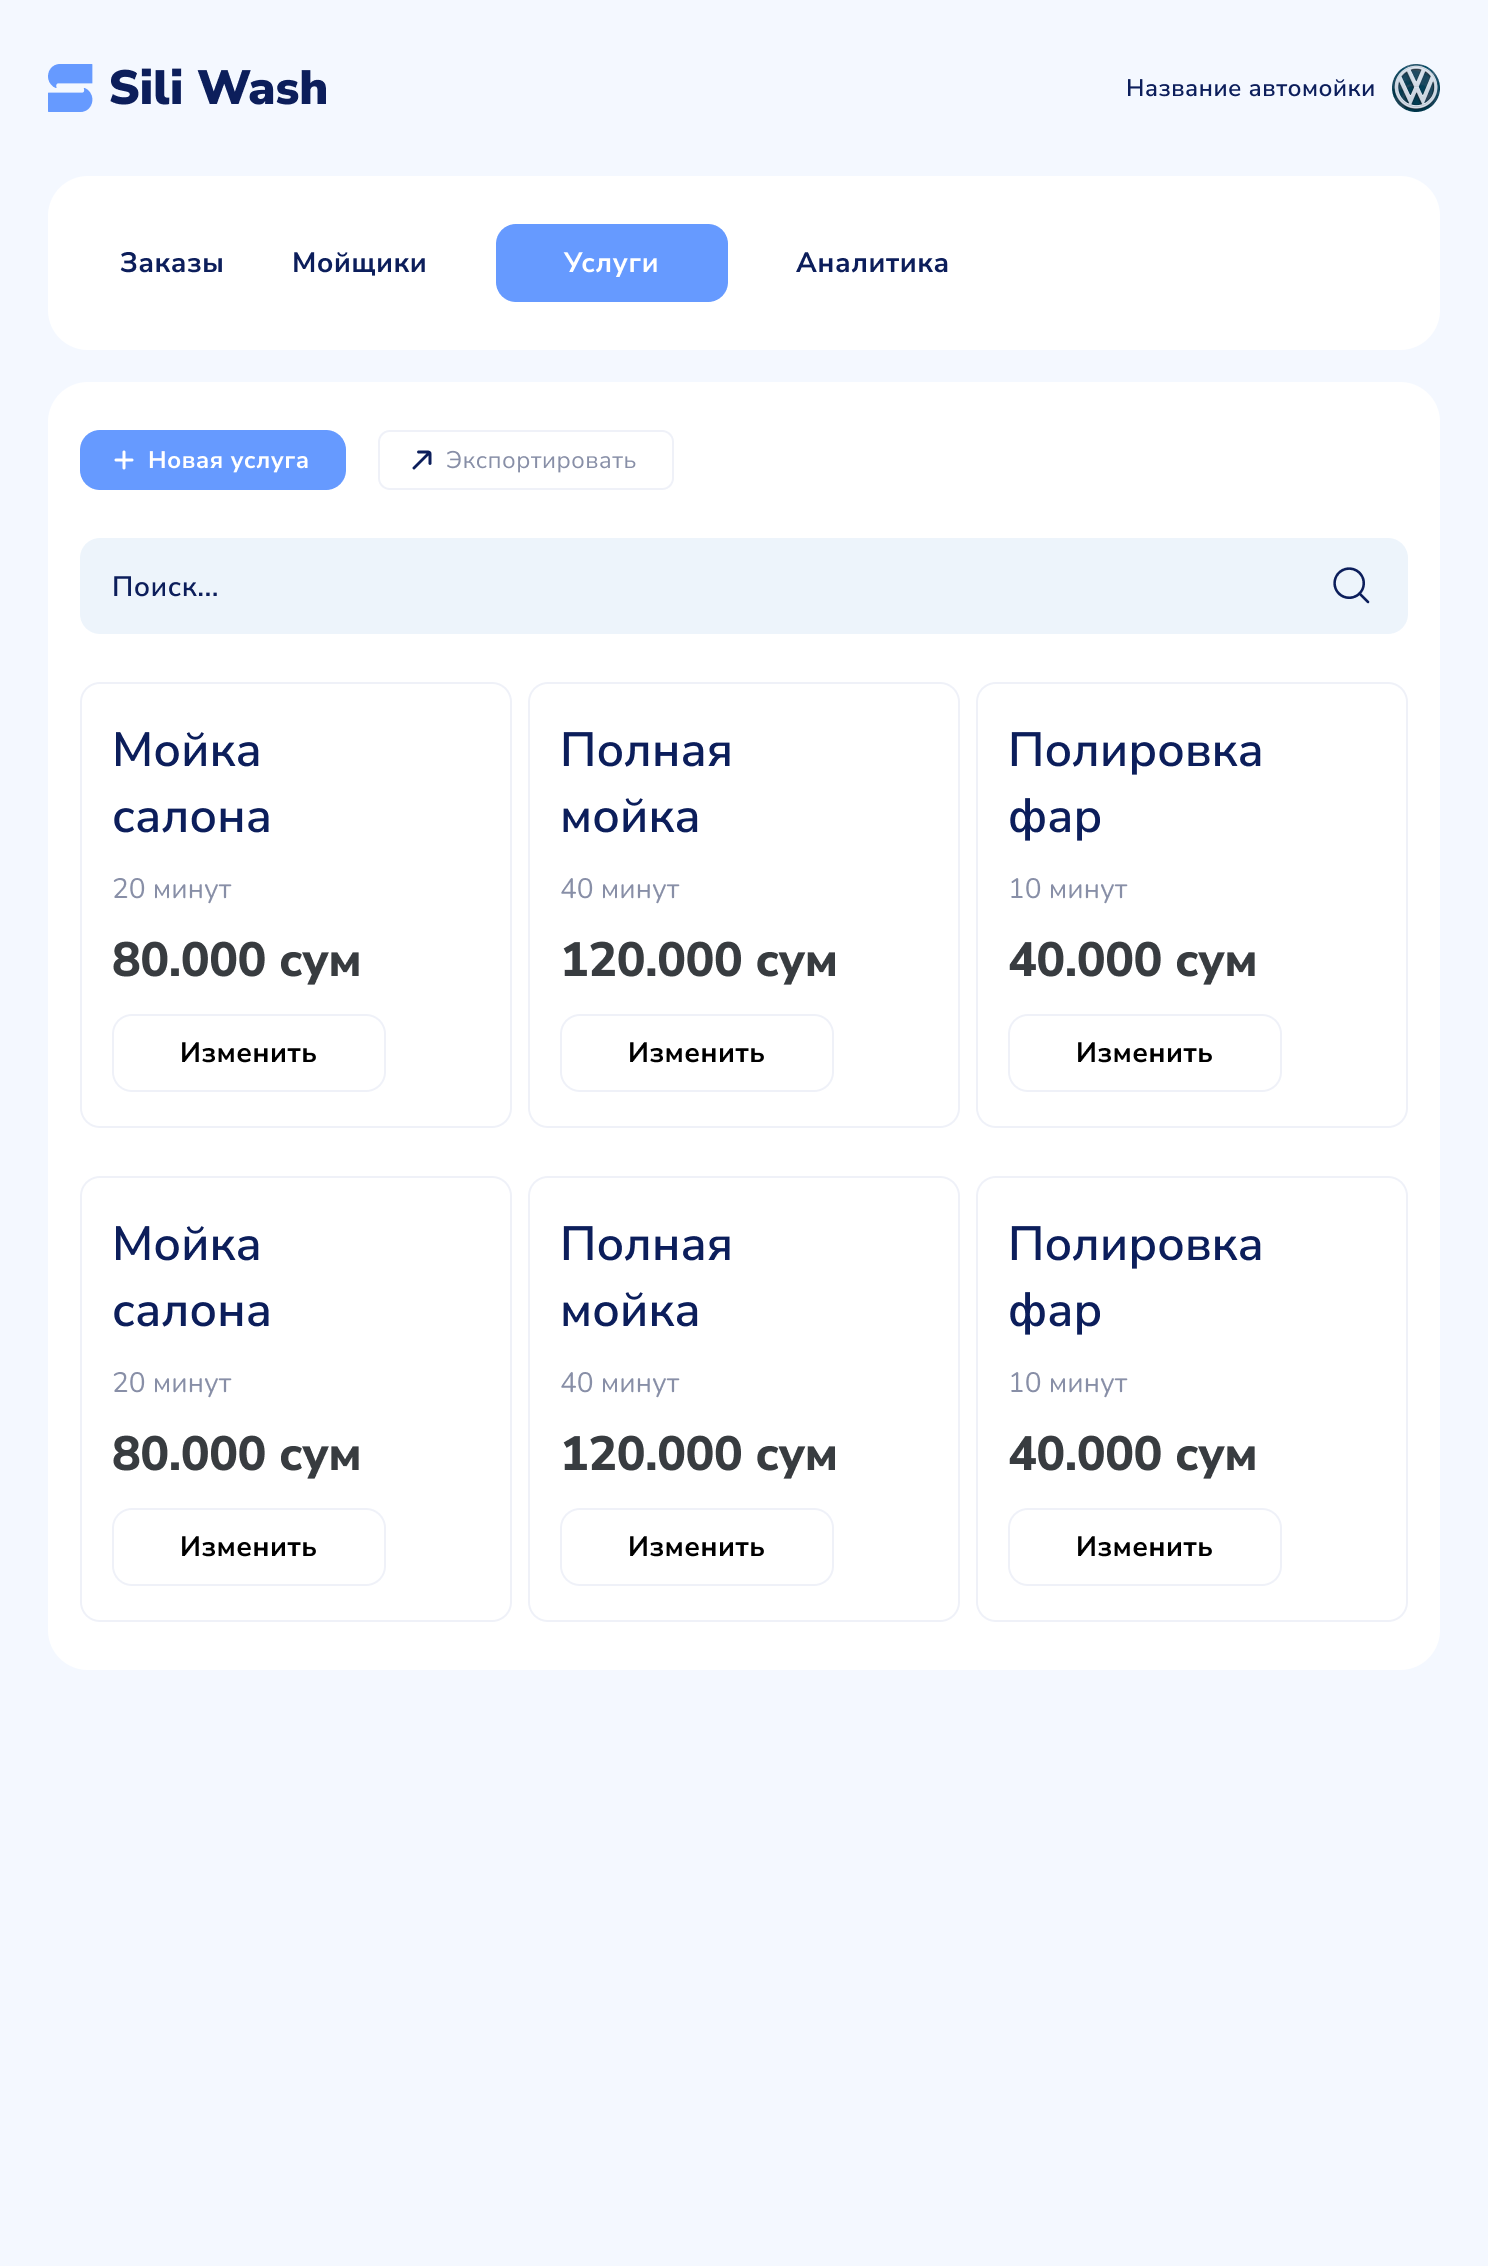 Sili Wash
Название автомойки
Заказы
Мойщики
Услуги
Аналитика
Новая услуга
Экспортировать
Поиск...
Мойка
салона
20 минут
80.000 сум
Изменить
Полная
мойка
40 минут
120.000 сум
Изменить
Полировка
фар
10 минут
40.000 сум
Изменить
Мойка
салона
20 минут
80.000 сум
Изменить
Полная
мойка
40 минут
120.000 сум
Изменить
Полировка
фар
10 минут
40.000 сум
Изменить